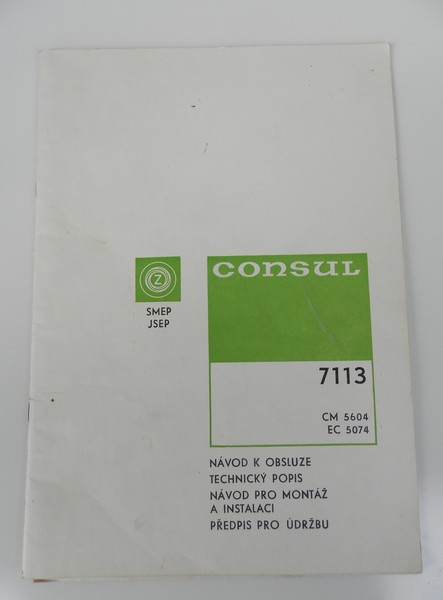 Z
SMEP
JSEP
consul
7113
CM 5604
EC 5074
NÁVOD K OBSLUZE
TECHNICKÝ POPIS
NÁVOD PRO MONTÁŽ
A INSTALACI
PŘEDPIS PRO ÚDRŽBU